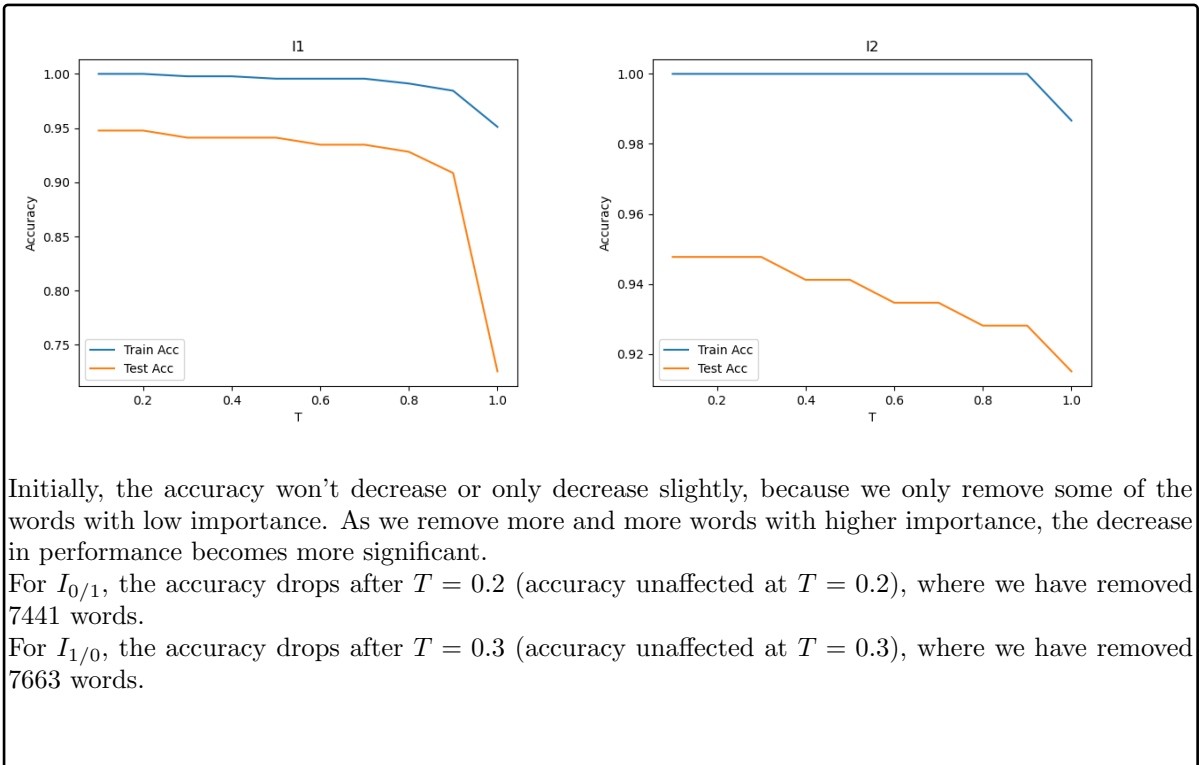 I1
I2
1.00
0.95
0.90
0.85
0.80
0.75
Accuracy
Train Acc
Test Acc
0.2 0.4 0.6 0.8 1.0
T
1.00
0.98
0.96
0.94
0.92
Accuracy
Train Acc
Test Acc
0.2 0.4 0.6 0.8 1.0
T
Initially, the accuracy won't decrease or only decrease slightly, because we only remove some of the
words with low importance. As we remove more and more words with higher importance, the decrease
in performance becomes more significant.
For I_{0/1}, the accuracy drops after T = 0.2 (accuracy unaffected at T = 0.2), where we have removed
7441 words.
For I_{1/0}, the accuracy drops after T = 0.3 (accuracy unaffected at T = 0.3), where we have removed
7663 words.